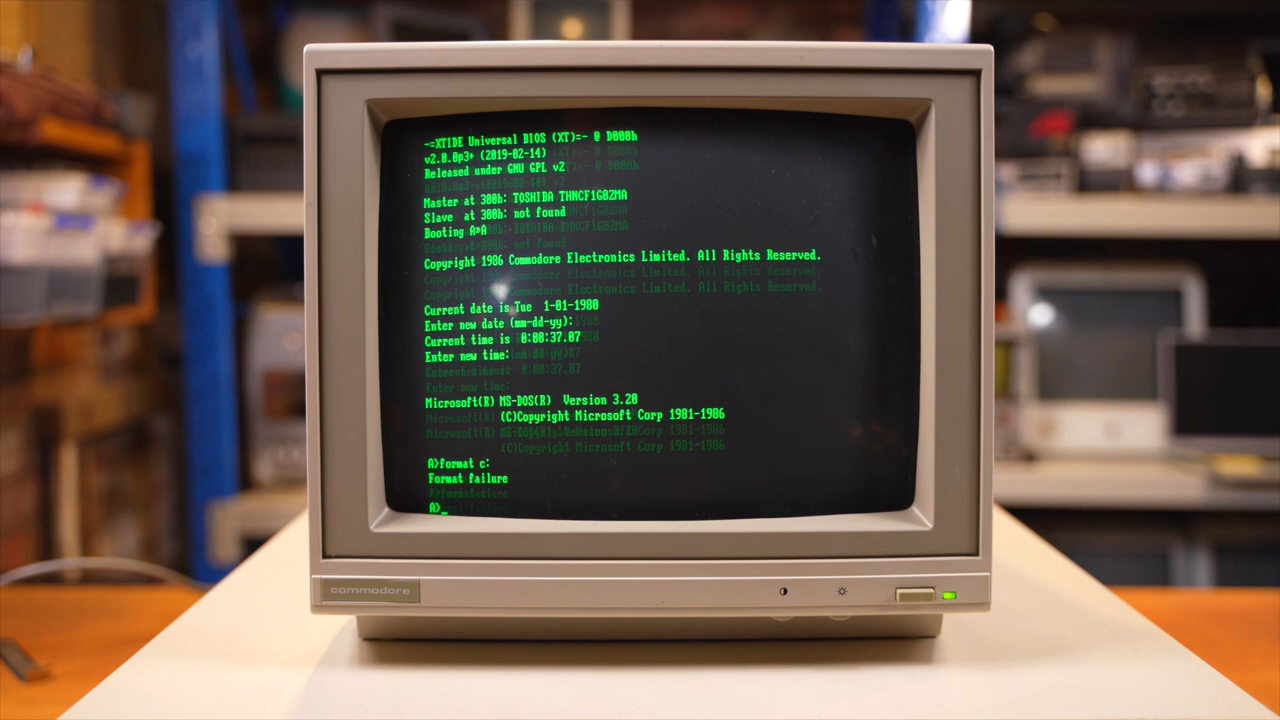 -=XTIDE Universal BIOS (XT)=- @ D000h
v2.0.0β3+ (2019-02-14)
Released under GNU GPL v2
Master at 300h: TOSHIBA THNCF1G02MA
Slave  at 300h: not found
Booting A»A
Copyright 1986 Commodore Electronics Limited. All Rights Reserved.
Current date is Tue  1-01-1980
Enter new date (mm-dd-yy):
Current time is  0:00:37.07
Enter new time:
Microsoft(R) MS-DOS(R)  Version 3.20
(C)Copyright Microsoft Corp 1981-1986
A>format c:
Format failure
A>_
commodore